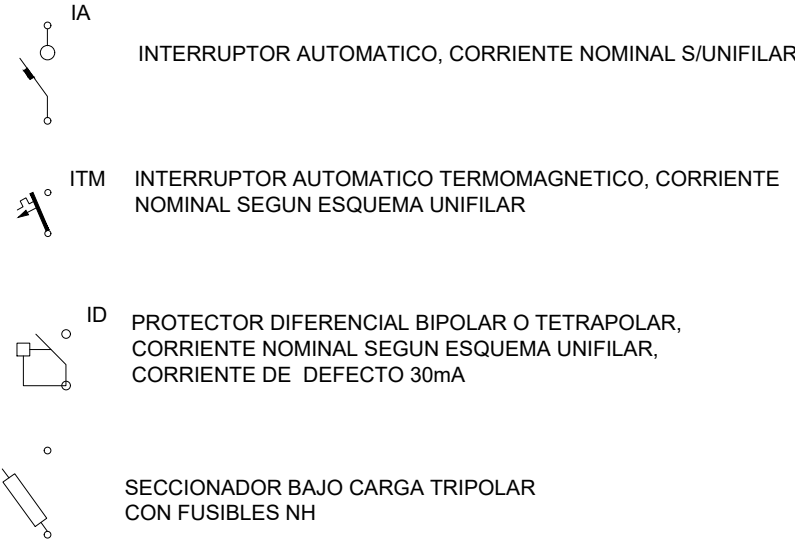 IA
INTERRUPTOR AUTOMATICO, CORRIENTE NOMINAL S/UNIFILAR
ITM
INTERRUPTOR AUTOMATICO TERMOMAGNETICO, CORRIENTE
NOMINAL SEGUN ESQUEMA UNIFILAR
ID
PROTECTOR DIFERENCIAL BIPOLAR O TETRAPOLAR,
CORRIENTE NOMINAL SEGUN ESQUEMA UNIFILAR,
CORRIENTE DE DEFECTO 30mA
SECCIONADOR BAJO CARGA TRIPOLAR
CON FUSIBLES NH